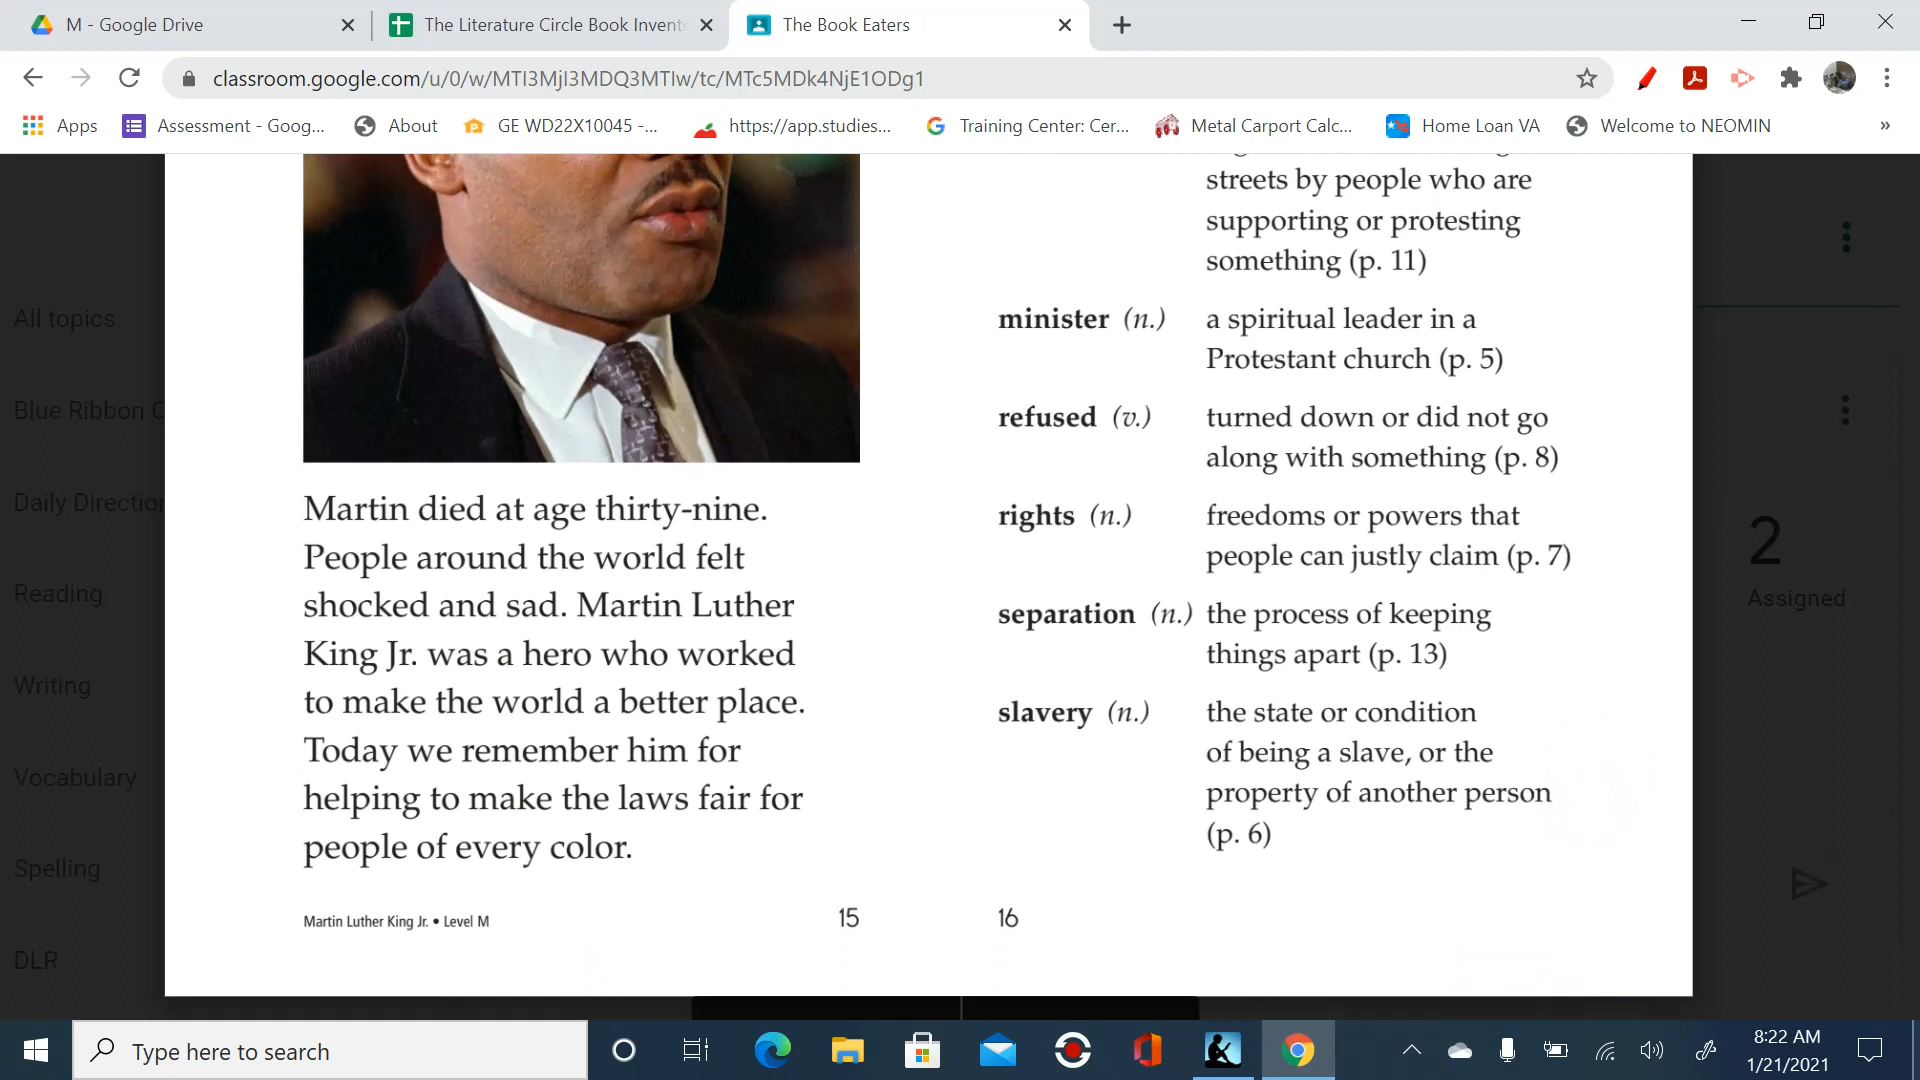 M - Google Drive
The Literature Circle Book Invent
The Book Eaters
classroom.google.com/u/0/w/MTI3MjI3MDQ3MTIw/tc/MTc5MDk4NjE1ODg1
Apps
Assessment - Goog...
About
GE WD22X10045 -...
https://app.studies...
Training Center: Cer...
Metal Carport Calc...
Home Loan VA
Welcome to NEOMIN
»
All topics
Blue Ribbon C
Daily Direction
Reading
Writing
Vocabulary
Spelling
DLR
Martin died at age thirty-nine.
People around the world felt
shocked and sad. Martin Luther
King Jr. was a hero who worked
to make the world a better place.
Today we remember him for
helping to make the laws fair for
people of every color.
Martin Luther King Jr. • Level M
15
streets by people who are
supporting or protesting
something (p. 11)
minister (n.) a spiritual leader in a
Protestant church (p. 5)
refused (v.) turned down or did not go
along with something (p. 8)
rights (n.) freedoms or powers that
people can justly claim (p. 7)
separation (n.) the process of keeping
things apart (p. 13)
slavery (n.) the state or condition
of being a slave, or the
property of another person
(p. 6)
16
2
Assigned
Type here to search
8:22 AM
1/21/2021